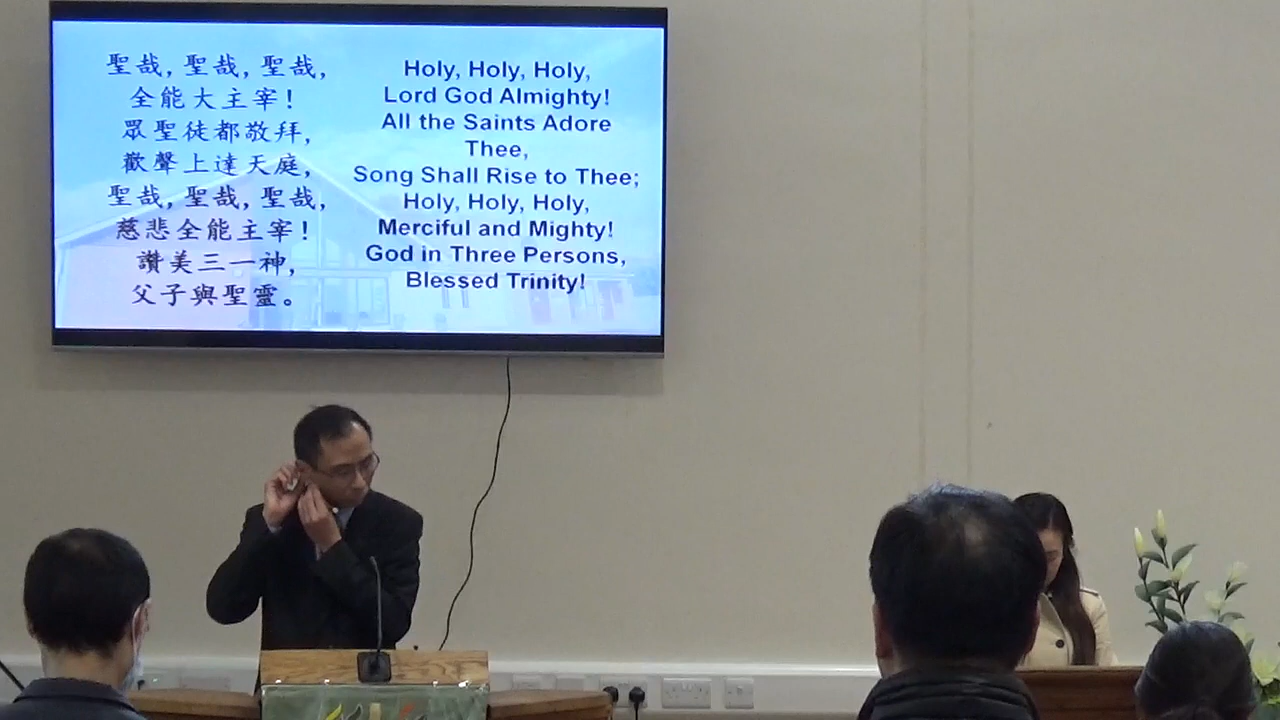 聖哉,聖哉,聖哉,
全能大主宰!
眾聖徒都敬拜,
歡聲上達天庭,
聖哉,聖哉,聖哉,
慈悲全能主宰!
讚美三一神,
父子與聖靈。
Holy, Holy, Holy,
Lord God Almighty!
All the Saints Adore
Thee,
Song Shall Rise to Thee;
Holy, Holy, Holy,
Merciful and Mighty!
God in Three Persons,
Blessed Trinity!